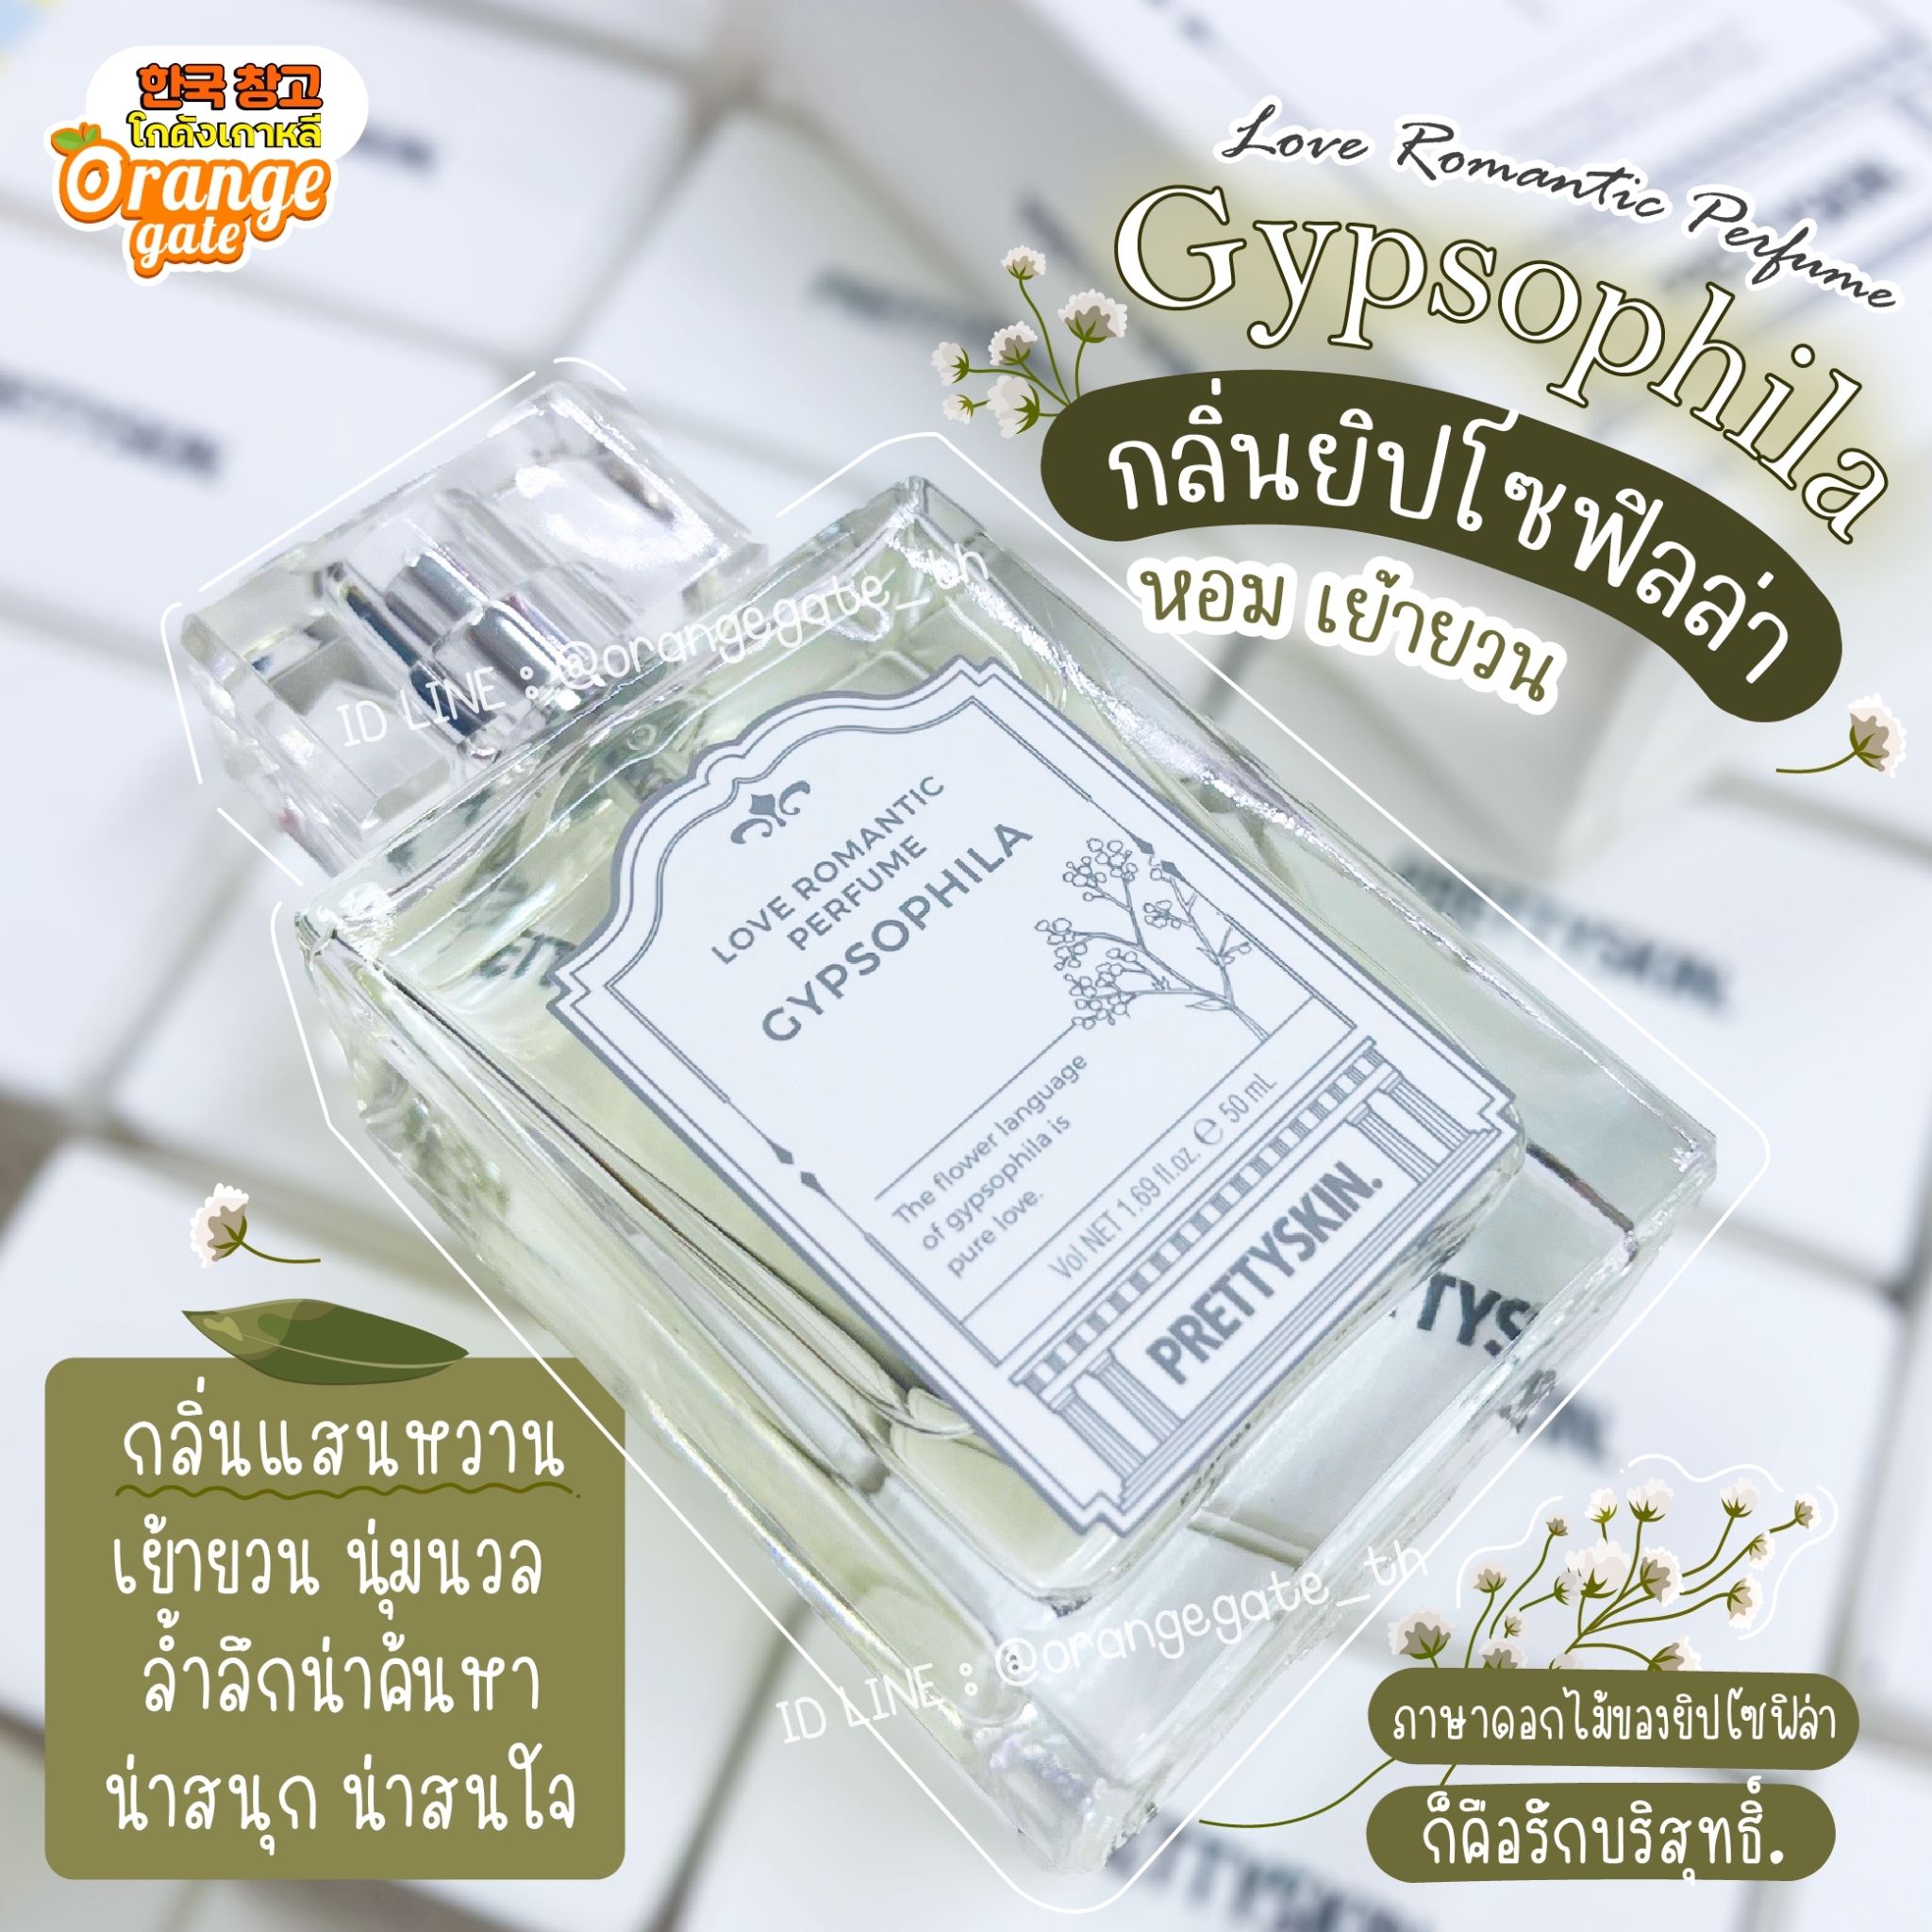 한국 창고
โกดังเกาหลี
Orange
gate
Love Romantic Perfume
Gypsophila
กลิ่นยิปโซฟิลล่า
หอม เย้ายวน
ID LINE : @orangegate_th
LOVE ROMANTIC
PERFUME
GYPSOPHILA
The flower language
of gypsophila is
pure love.
Vol NET 1.69 fl.oz. ℮ 50 mL
PRETTYSKIN.
กลิ่นแสนหวาน
เย้ายวน นุ่มนวล
ล้ำลึกน่าค้นหา
น่าสนุก น่าสนใจ
ID LINE : @orangegate_th
ภาษาดอกไม้ของยิปโซฟิล่า
ก็คือรักบริสุทธิ์.
PRETTYSKIN.